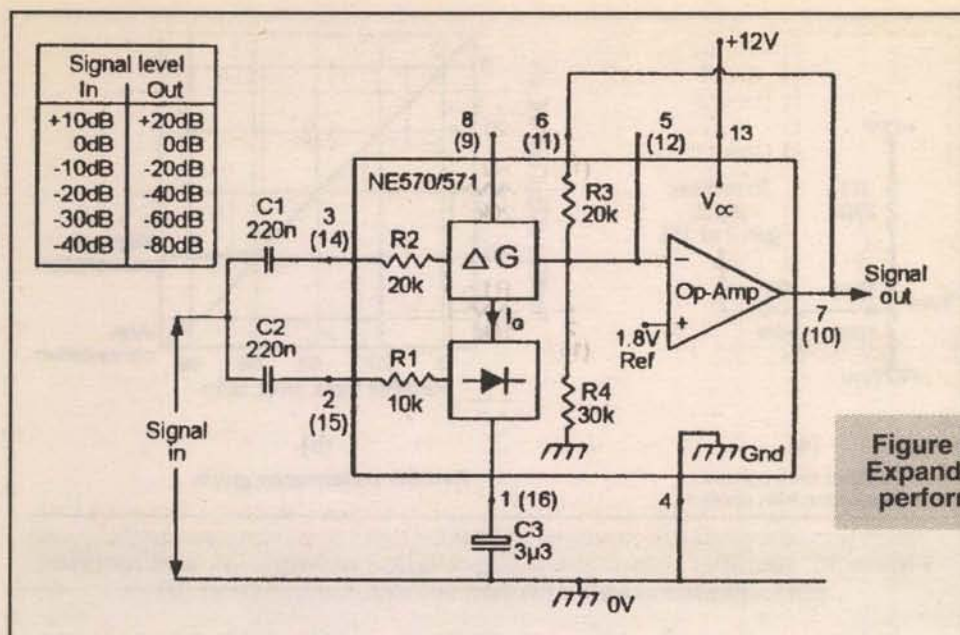 Signal level
In Out
+10dB +20dB
0dB 0dB
-10dB -20dB
-20dB -40dB
-30dB -60dB
-40dB -80dB
+12V
8
(9)
6
(11)
5
(12)
13
NE570/571
Vcc
R3
20k
C1
220n
3
(14)
R2
20k
Δ G
−
Op-Amp
+
Signal
out
7
(10)
IG
1.8V
Ref
C2
220n
R1
10k
2
(15)
R4
30k
Signal
in
Gnd
Figure
Expand
perform
1 (16)
4
C3
3µ3
0V